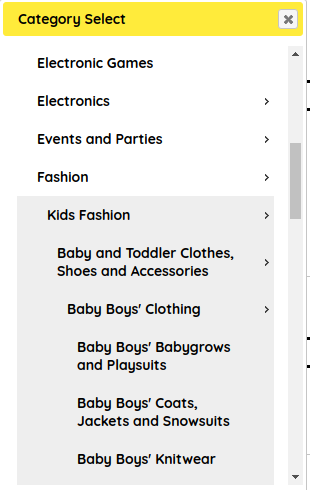 Category Select
Electronic Games
Electronics
Events and Parties
Fashion
Kids Fashion
Baby and Toddler Clothes,
Shoes and Accessories
Baby Boys' Clothing
Baby Boys' Babygrows
and Playsuits
Baby Boys' Coats,
Jackets and Snowsuits
Baby Boys' Knitwear